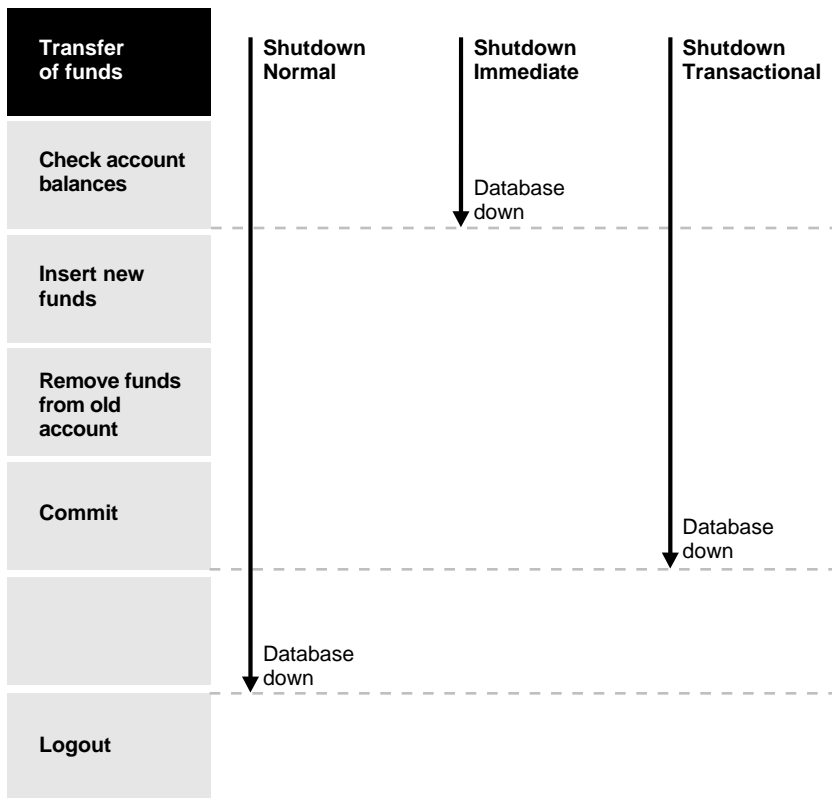 Transfer
of funds
Shutdown
Normal
Shutdown
Immediate
Shutdown
Transactional
Check account
balances
Database
down
Insert new
funds
Remove funds
from old
account
Commit
Database
down
Database
down
Logout